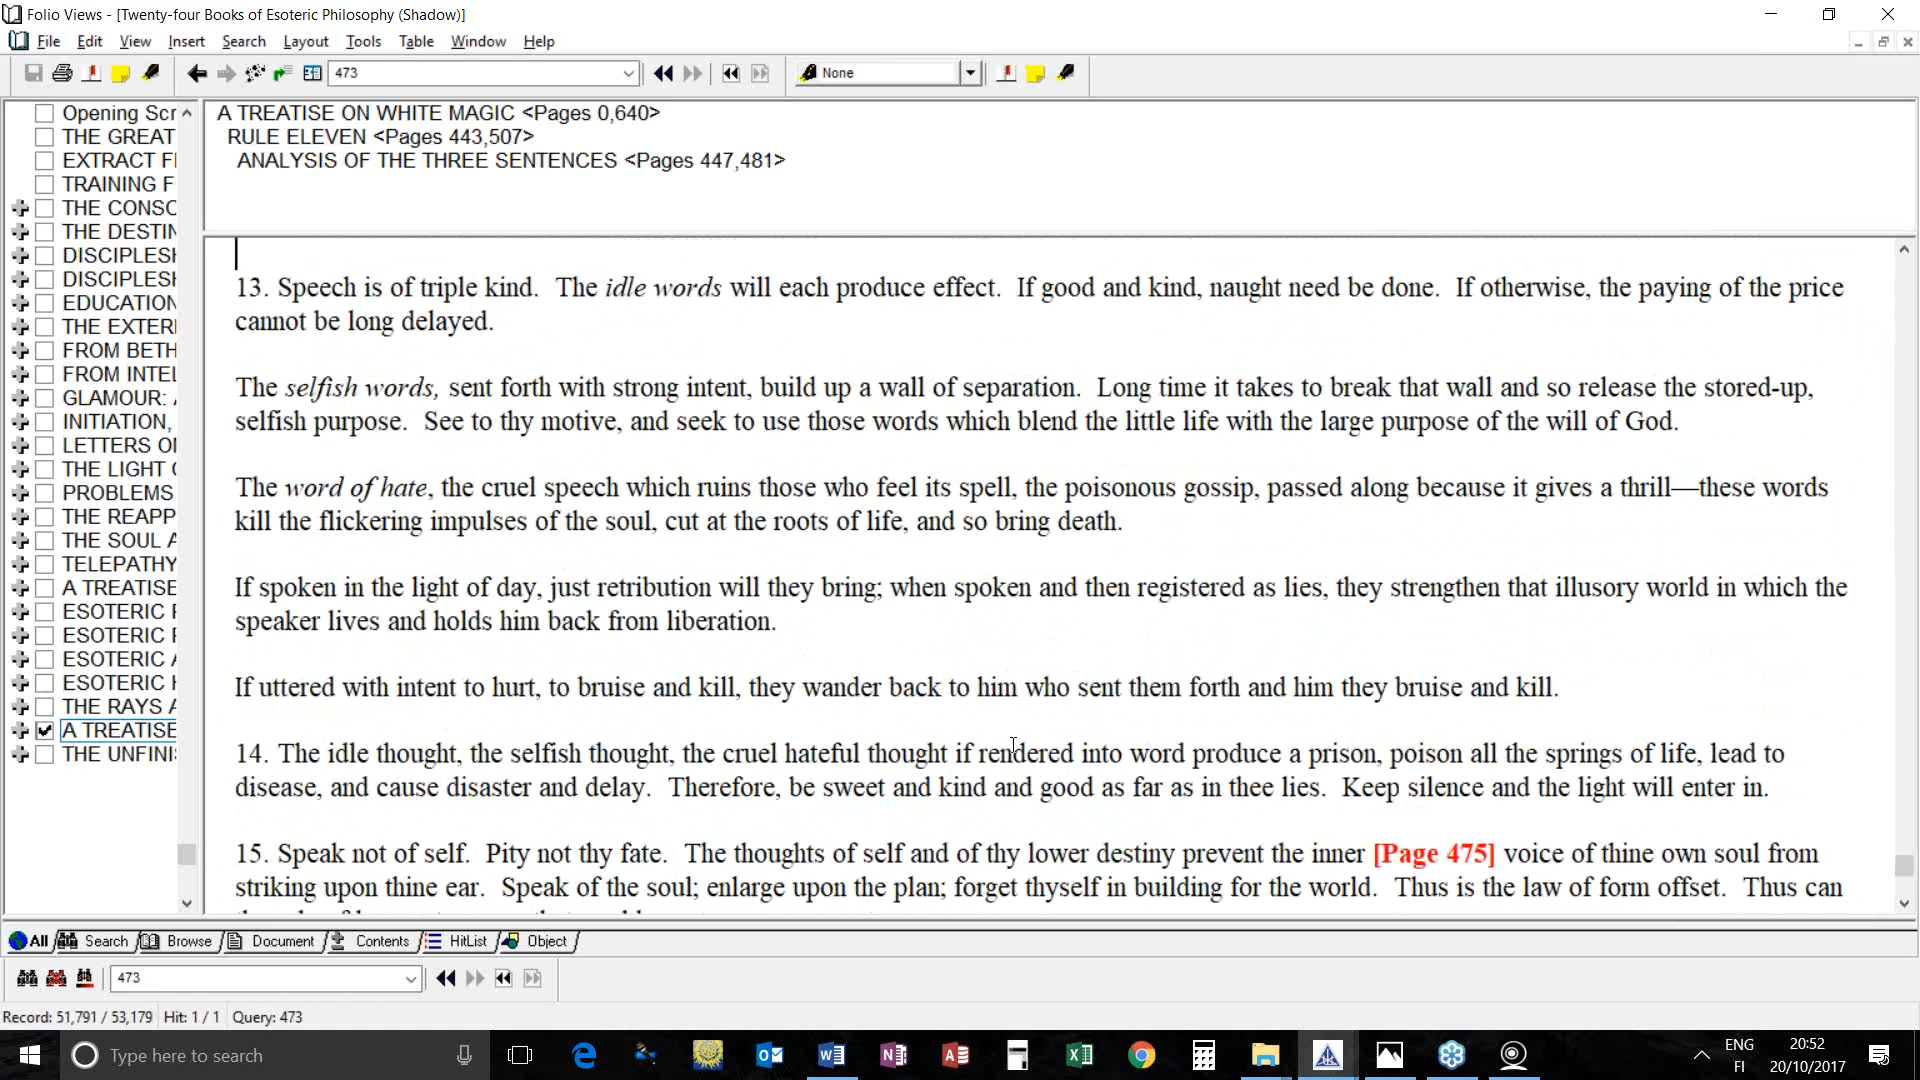 Folio Views - [Twenty-four Books of Esoteric Philosophy (Shadow)]
File Edit View Insert Search Layout Tools Table Window Help
473
None
Opening Scr
THE GREAT
EXTRACT F
TRAINING F
THE CONSC
THE DESTIN
DISCIPLESH
DISCIPLESH
EDUCATION
THE EXTER
FROM BETH
FROM INTEL
GLAMOUR:
INITIATION,
LETTERS O
THE LIGHT
PROBLEMS
THE REAPP
THE SOUL A
TELEPATHY
A TREATISE
ESOTERIC
ESOTERIC
ESOTERIC A
ESOTERIC
THE RAYS A
A TREATISE
THE UNFINI
A TREATISE ON WHITE MAGIC <Pages 0,640>
RULE ELEVEN <Pages 443,507>
ANALYSIS OF THE THREE SENTENCES <Pages 447,481>
13. Speech is of triple kind. The idle words will each produce effect. If good and kind, naught need be done. If otherwise, the paying of the price
cannot be long delayed.
The selfish words, sent forth with strong intent, build up a wall of separation. Long time it takes to break that wall and so release the stored-up,
selfish purpose. See to thy motive, and seek to use those words which blend the little life with the large purpose of the will of God.
The word of hate, the cruel speech which ruins those who feel its spell, the poisonous gossip, passed along because it gives a thrill—these words
kill the flickering impulses of the soul, cut at the roots of life, and so bring death.
If spoken in the light of day, just retribution will they bring; when spoken and then registered as lies, they strengthen that illusory world in which the
speaker lives and holds him back from liberation.
If uttered with intent to hurt, to bruise and kill, they wander back to him who sent them forth and him they bruise and kill.
14. The idle thought, the selfish thought, the cruel hateful thought if rendered into word produce a prison, poison all the springs of life, lead to
disease, and cause disaster and delay. Therefore, be sweet and kind and good as far as in thee lies. Keep silence and the light will enter in.
15. Speak not of self. Pity not thy fate. The thoughts of self and of thy lower destiny prevent the inner [Page 475] voice of thine own soul from
striking upon thine ear. Speak of the soul; enlarge upon the plan; forget thyself in building for the world. Thus is the law of form offset. Thus can
All Search Browse Document Contents HitList Object
473
Record: 51,791 / 53,179 Hit: 1 / 1 Query: 473
Type here to search
ENG
FI
20:52
20/10/2017